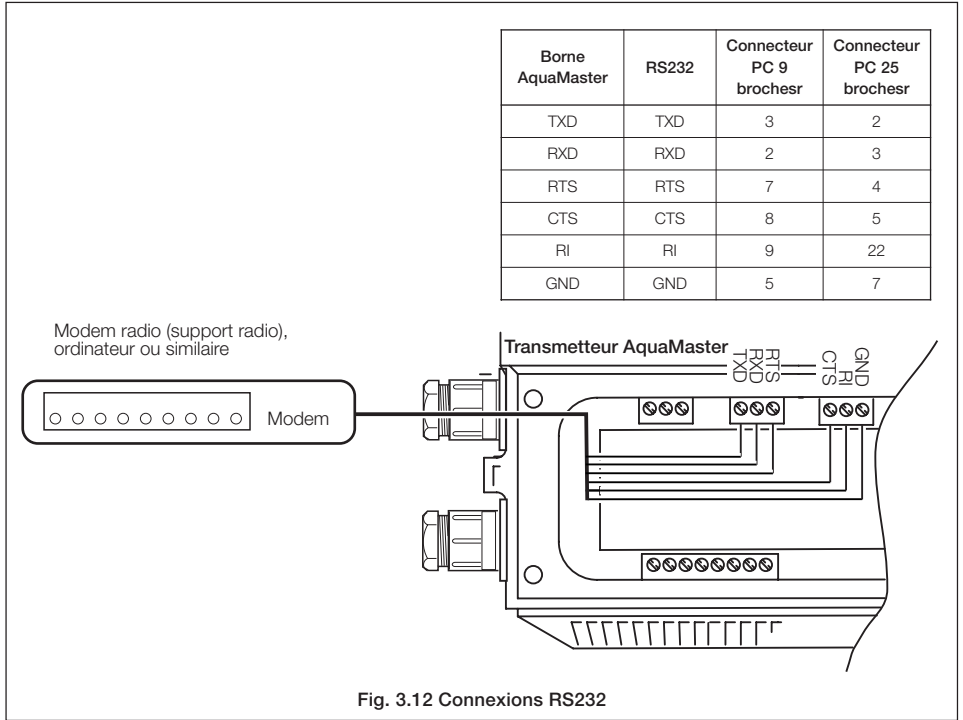 Borne AquaMaster | RS232 | Connecteur PC 9 brochesr | Connecteur PC 25 brochesr
TXD | TXD | 3 | 2
RXD | RXD | 2 | 3
RTS | RTS | 7 | 4
CTS | CTS | 8 | 5
RI | RI | 9 | 22
GND | GND | 5 | 7
Modem radio (support radio),
ordinateur ou similaire
Modem
Transmetteur AquaMaster
TXD
RXD
RTS
CTS
RI
GND
Fig. 3.12 Connexions RS232